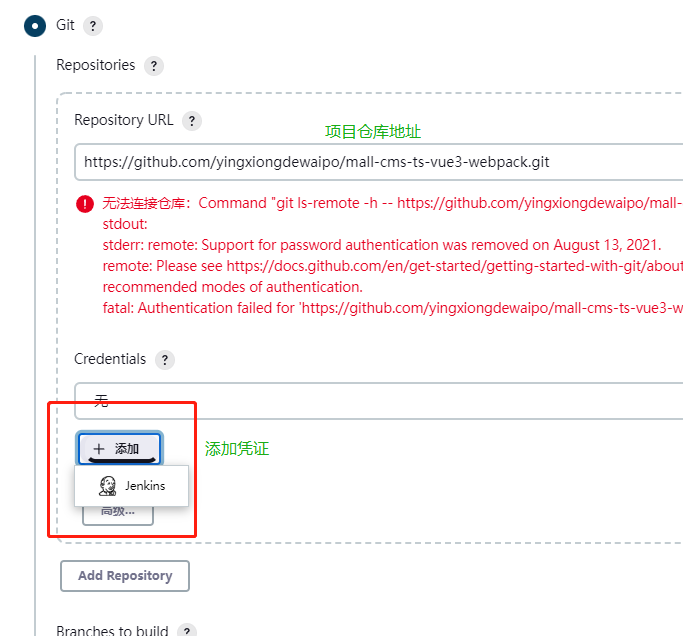 Git ?
Repositories ?
Repository URL ?
项目仓库地址
https://github.com/yingxiongdewaipo/mall-cms-ts-vue3-webpack.git
无法连接仓库：Command "git ls-remote -h -- https://github.com/yingxiongdewaipo/mall-
stdout:
stderr: remote: Support for password authentication was removed on August 13, 2021.
remote: Please see https://docs.github.com/en/get-started/getting-started-with-git/about
recommended modes of authentication.
fatal: Authentication failed for 'https://github.com/yingxiongdewaipo/mall-cms-ts-vue3-w
Credentials ?
无
+ 添加
添加凭证
Jenkins
高级...
Add Repository
Branches to build ?